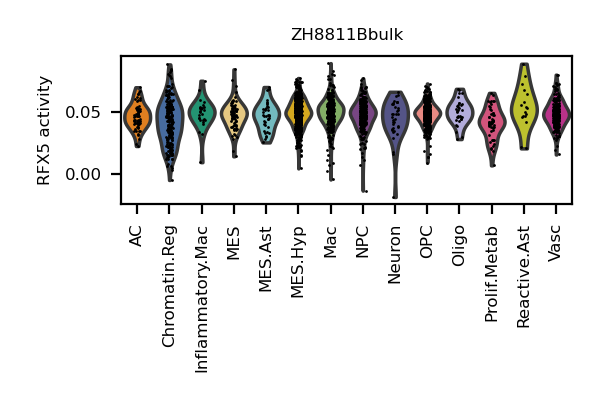 ZH8811Bbulk
RFX5 activity
0.05
0.00
AC
Chromatin.Reg
Inflammatory.Mac
MES
MES.Ast
MES.Hyp
Mac
NPC
Neuron
OPC
Oligo
Prolif.Metab
Reactive.Ast
Vasc